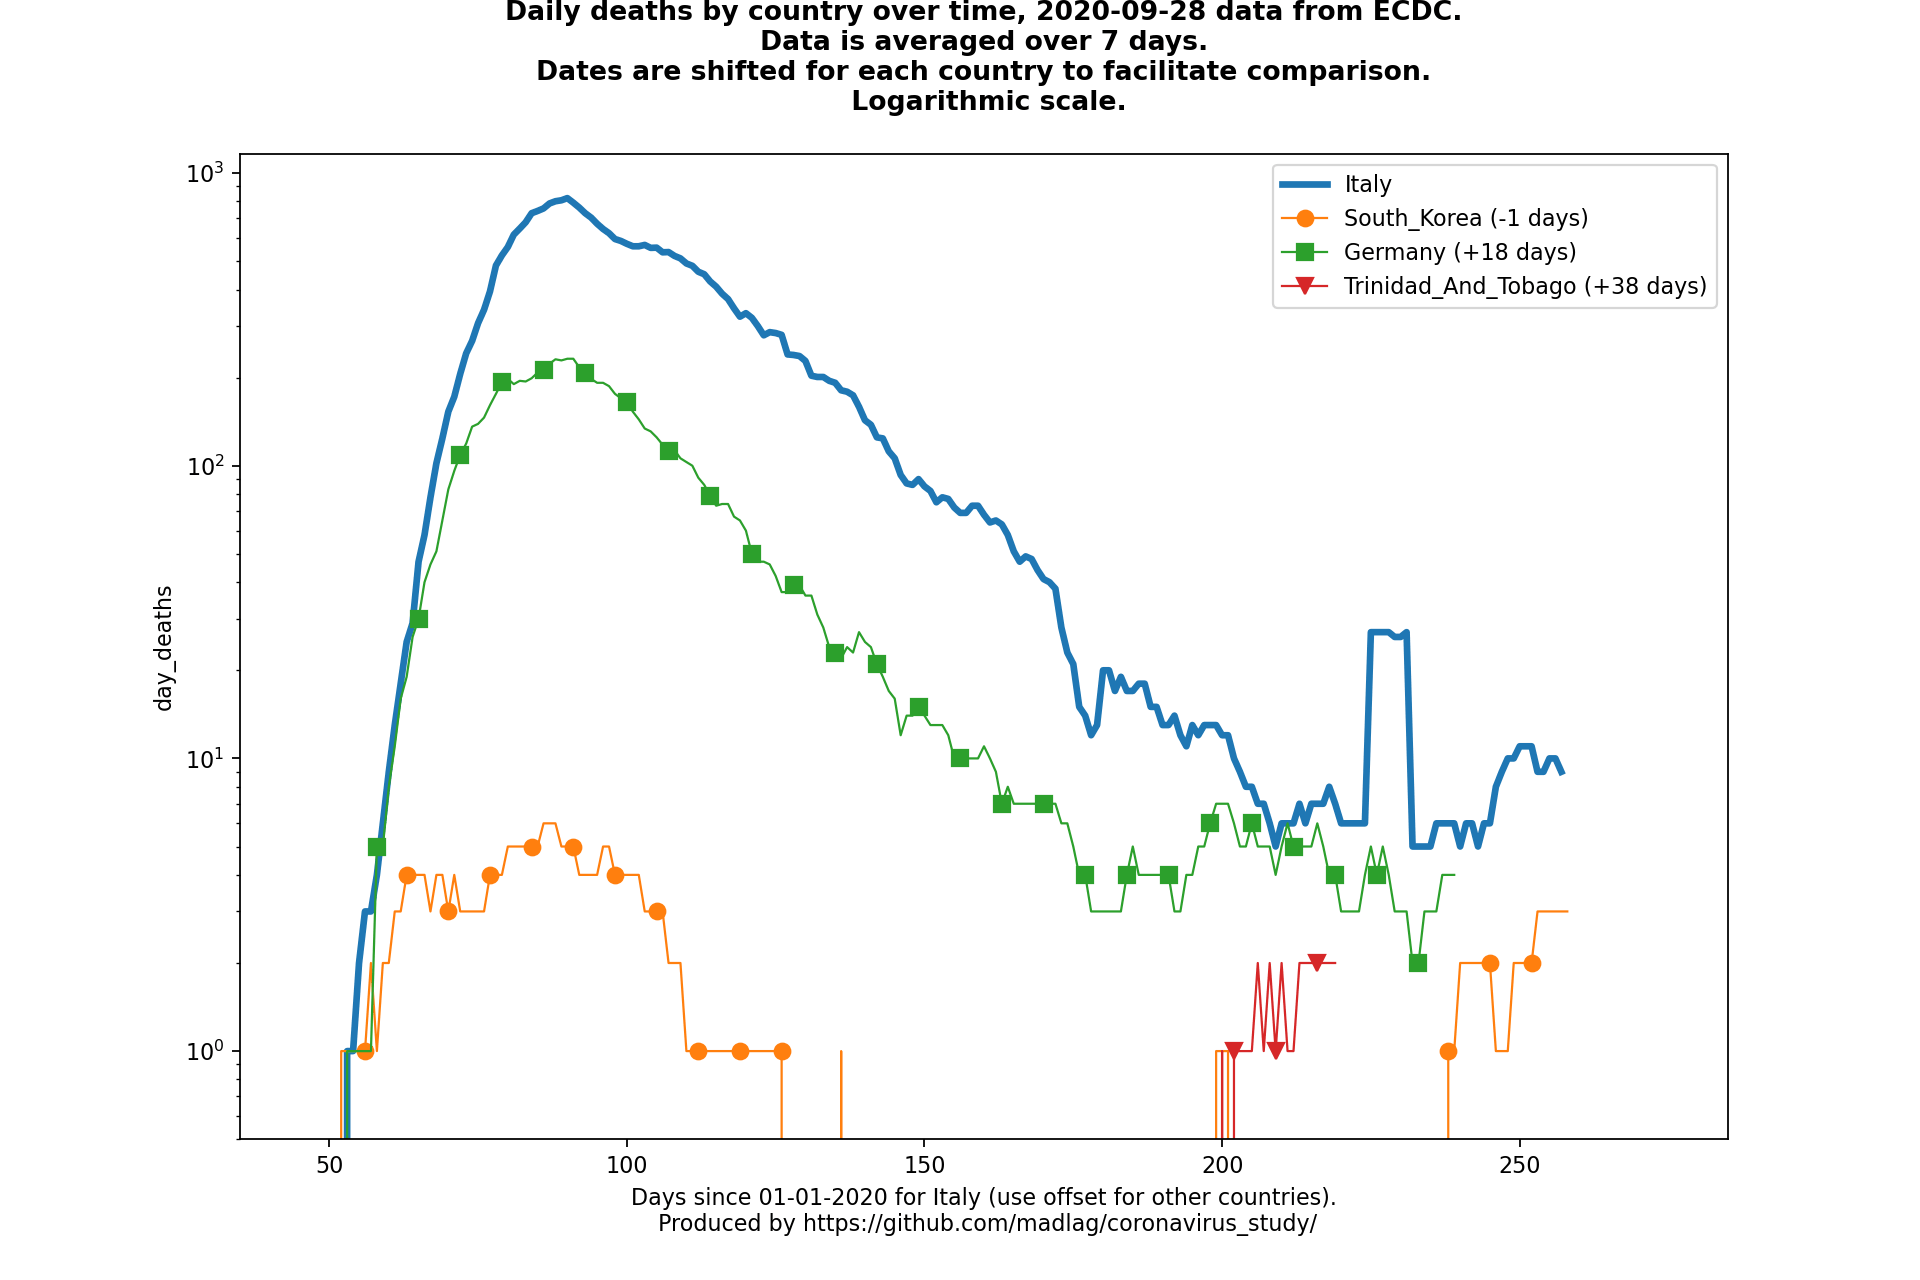 Daily deaths by country over time, 2020-09-28 data from ECDC.
Data is averaged over 7 days.
Dates are shifted for each country to facilitate comparison.
Logarithmic scale.
10³
10²
10¹
10⁰
day_deaths
Italy
South_Korea (-1 days)
Germany (+18 days)
Trinidad_And_Tobago (+38 days)
50 100 150 200 250
Days since 01-01-2020 for Italy (use offset for other countries).
Produced by https://github.com/madlag/coronavirus_study/